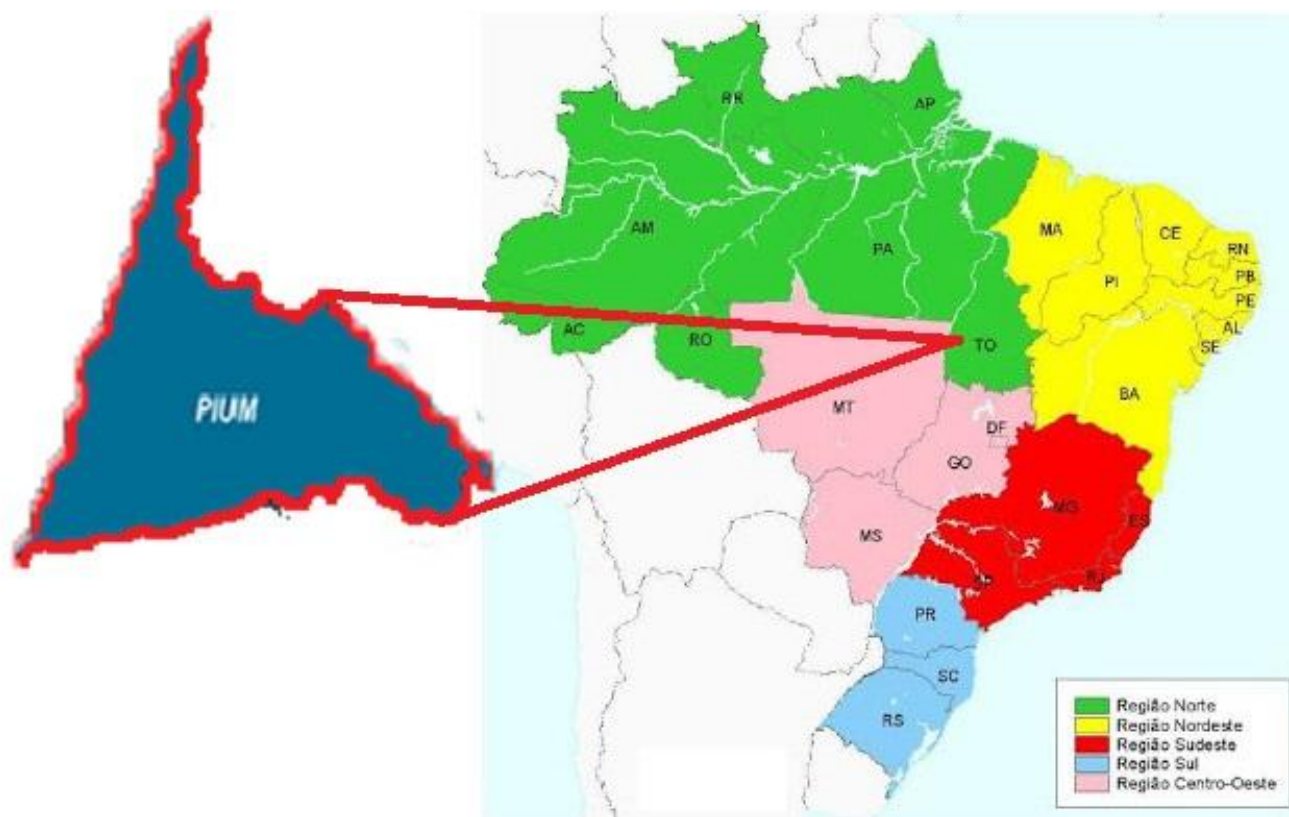 PIUM
RR
AP
AM
PA
MA
CE
RN
PB
PE
AL
SE
PI
AC
RO
TO
BA
MT
DF
GO
MG
ES
MS
SP
RJ
PR
SC
RS
Região Norte
Região Nordeste
Região Sudeste
Região Sul
Região Centro-Oeste